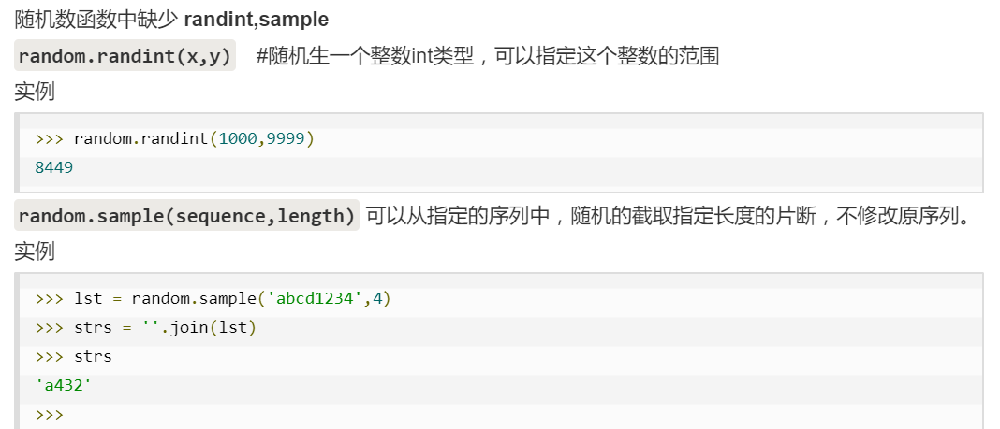 随机数函数中缺少 randint,sample
random.randint(x,y) #随机生一个整数int类型，可以指定这个整数的范围
实例
>>> random.randint(1000,9999)
8449
random.sample(sequence,length) 可以从指定的序列中，随机的截取指定长度的片断，不修改原序列。
实例
>>> lst = random.sample('abcd1234',4)
>>> strs = ''.join(lst)
>>> strs
'a432'
>>>